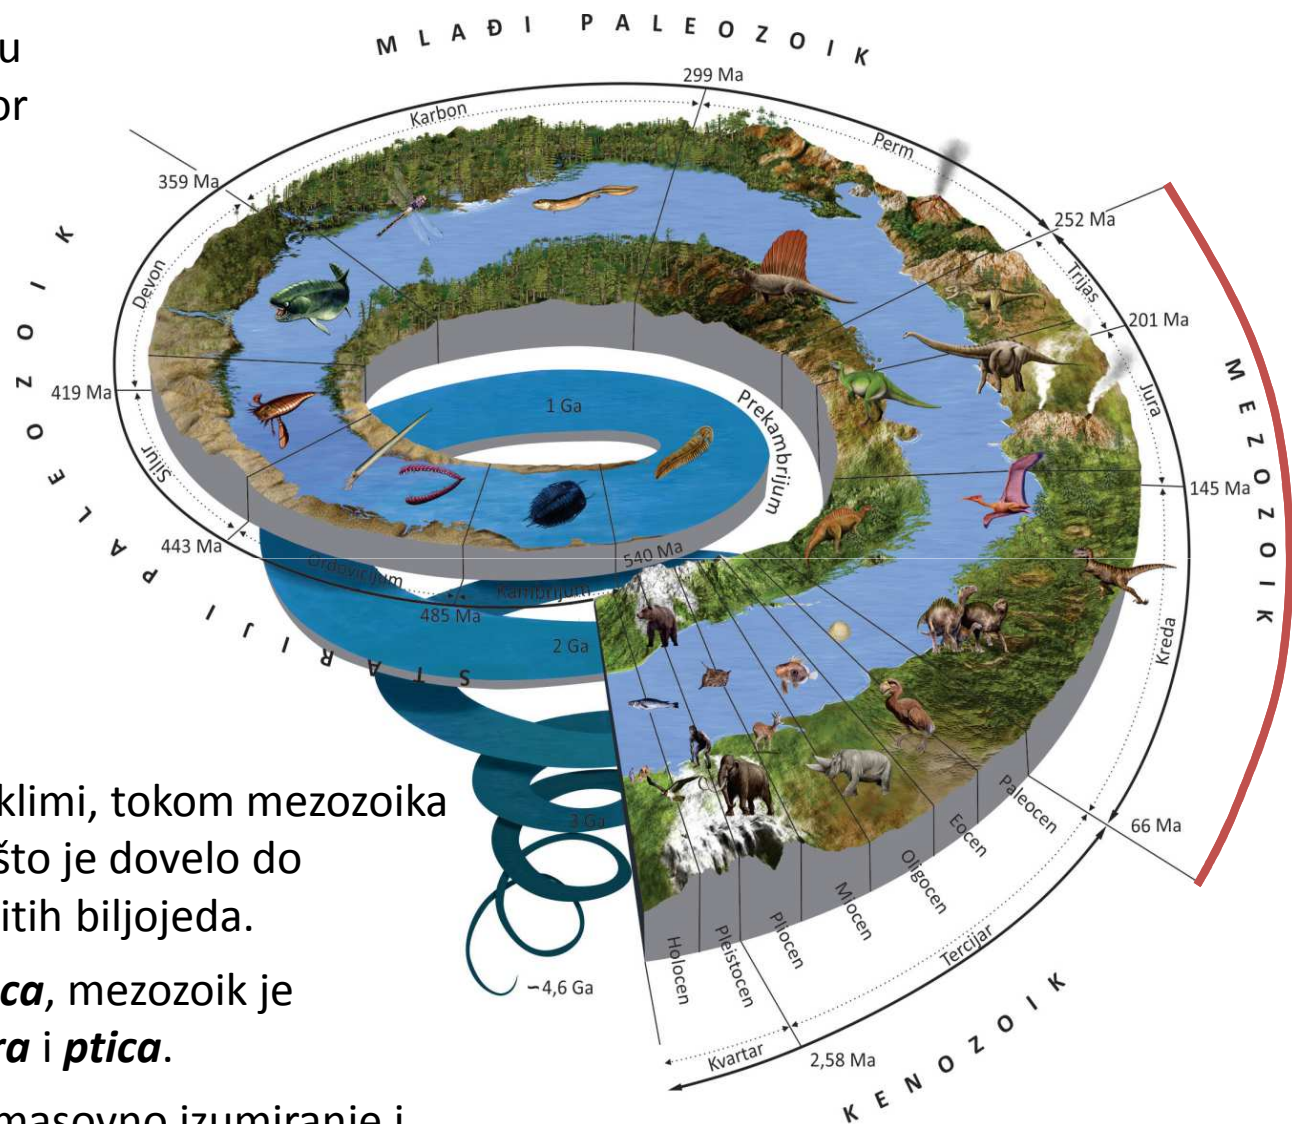 u
or
MLAĐI PALEOZOIK
299 Ma
Karbon
Perm
359 Ma
252 Ma
Devon
Trijas
201 Ma
Jura
419 Ma
1 Ga
Prekambrijum
MEZOZOIK
Silur
145 Ma
443 Ma
540 Ma
Ordovicijum
Kambrijum
485 Ma
STARIJI PALEOZOIK
2 Ga
Kreda
3 Ga
Paleocen
66 Ma
Eocen
Oligocen
Miocen
Pliocen
Pleistocen
Holocen
~4,6 Ga
Tercijar
Kvartar
2,58 Ma
KENOZOIK
klimi, tokom mezozoika
što je dovelo do
itih biljojeda.
ca, mezozoik je
ra i ptica.
masovno izumiranje i